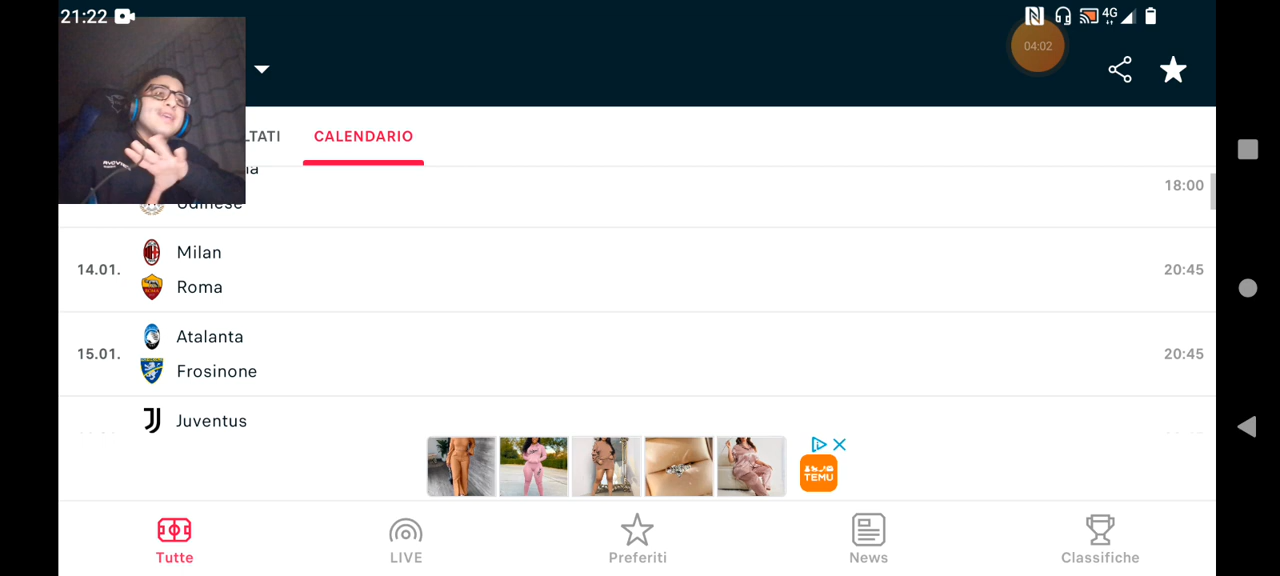 21:22
4G
04:02
LTATI
CALENDARIO
18:00
Udinese
14.01.
Milan
Roma
20:45
15.01.
Atalanta
Frosinone
20:45
Juventus
TEMU
Tutte
LIVE
Preferiti
News
Classifiche